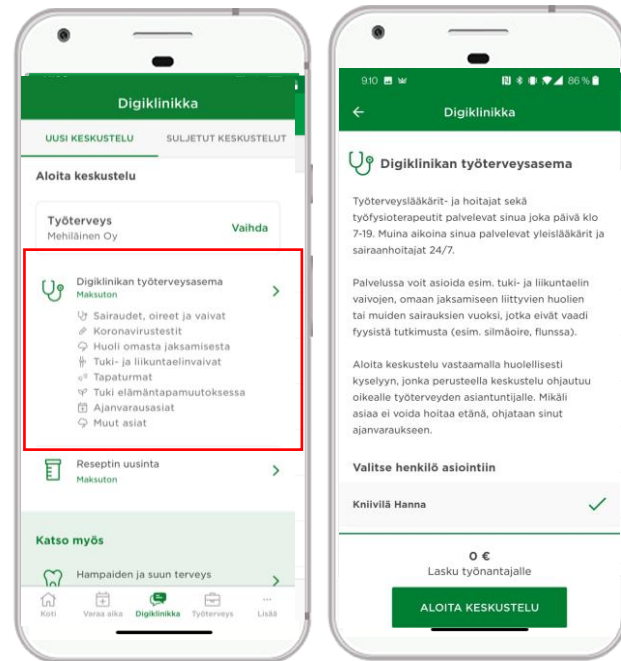 Digiklinikka
UUSI KESKUSTELU
SULJETUT KESKUSTELUT
Aloita keskustelu
Työterveys
Mehiläinen Oy
Vaihda
Digiklinikan työterveysasema
Maksuton
Sairaudet, oireet ja vaivat
Koronavirustestit
Huoli omasta jaksamisesta
Tuki- ja liikuntaelinvaivat
Tapaturmat
Tuki elämäntapamuutoksessa
Ajanvarausasiat
Muut asiat
Reseptin uusinta
Maksuton
Katso myös
Hampaiden ja suun terveys
Koti
Varaa aika
Digiklinikka
Työterveys
Lisää
9.10
86 %
Digiklinikka
Digiklinikan työterveysasema
Työterveyslääkärit- ja hoitajat sekä
työfysioterapeutit palvelevat sinua joka päivä klo
7-19. Muina aikoina sinua palvelevat yleislääkärit ja
sairaanhoitajat 24/7.
Palvelussa voit asioida esim. tuki- ja liikuntaelin
vaivojen, omaan jaksamiseen liittyvien huolien
tai muiden sairauksien vuoksi, jotka eivät vaadi
fyysistä tutkimusta (esim. silmäoire, flunssa).
Aloita keskustelu vastaamalla huolellisesti
kyselyyn, jonka perusteella keskustelu ohjautuu
oikealle työterveyden asiantuntijalle. Mikäli
asiaa ei voida hoitaa etänä, ohjataan sinut
ajanvaraukseen.
Valitse henkilö asiointiin
Kniivilä Hanna
0 €
Lasku työnantajalle
ALOITA KESKUSTELU